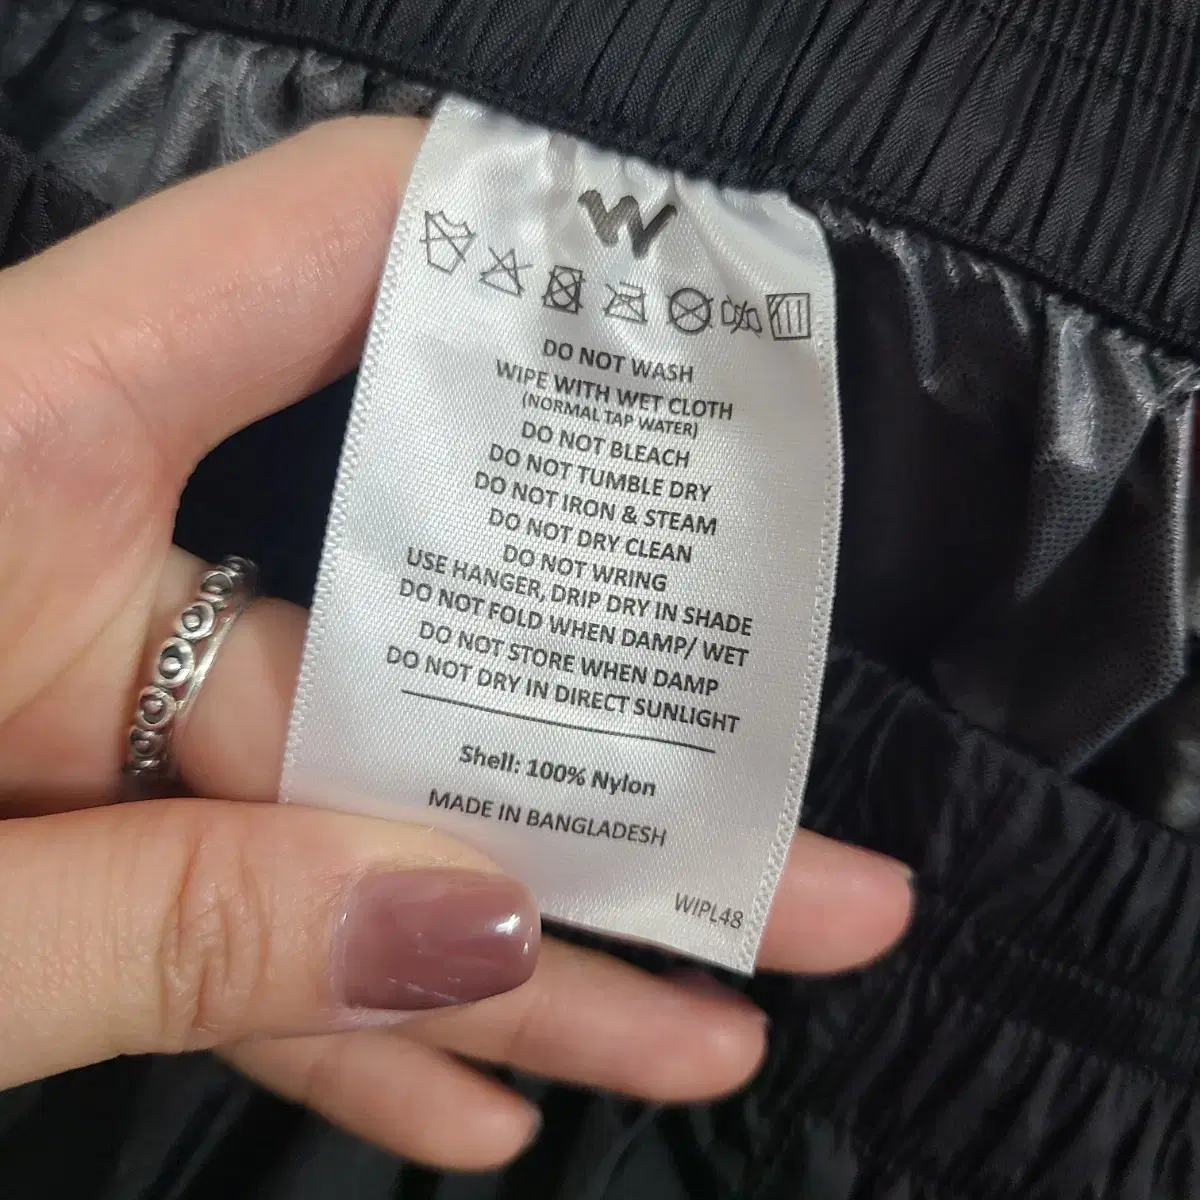 W
DO NOT WASH
WIPE WITH WET CLOTH
(NORMAL TAP WATER)
DO NOT BLEACH
DO NOT TUMBLE DRY
DO NOT IRON & STEAM
DO NOT DRY CLEAN
DO NOT WRING
USE HANGER, DRIP DRY IN SHADE
DO NOT FOLD WHEN DAMP/ WET
DO NOT STORE WHEN DAMP
DO NOT DRY IN DIRECT SUNLIGHT
Shell: 100% Nylon
MADE IN BANGLADESH
WIPL48